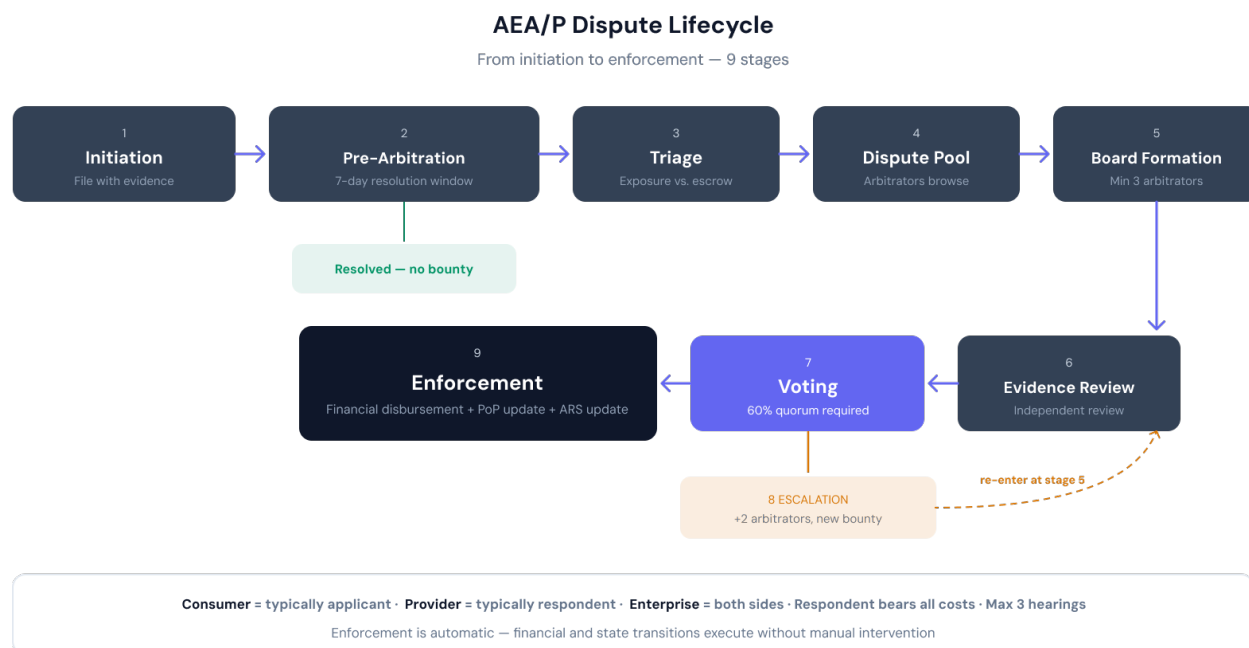 AEA/P Dispute Lifecycle
From initiation to enforcement — 9 stages
1
Initiation
File with evidence
2
Pre-Arbitration
7-day resolution window
3
Triage
Exposure vs. escrow
4
Dispute Pool
Arbitrators browse
5
Board Formation
Min 3 arbitrators
Resolved — no bounty
9
Enforcement
Financial disbursement + PoP update + ARS update
7
Voting
60% quorum required
6
Evidence Review
Independent review
re-enter at stage 5
8 ESCALATION
+2 arbitrators, new bounty
Consumer = typically applicant · Provider = typically respondent · Enterprise = both sides · Respondent bears all costs · Max 3 hearings
Enforcement is automatic — financial and state transitions execute without manual intervention